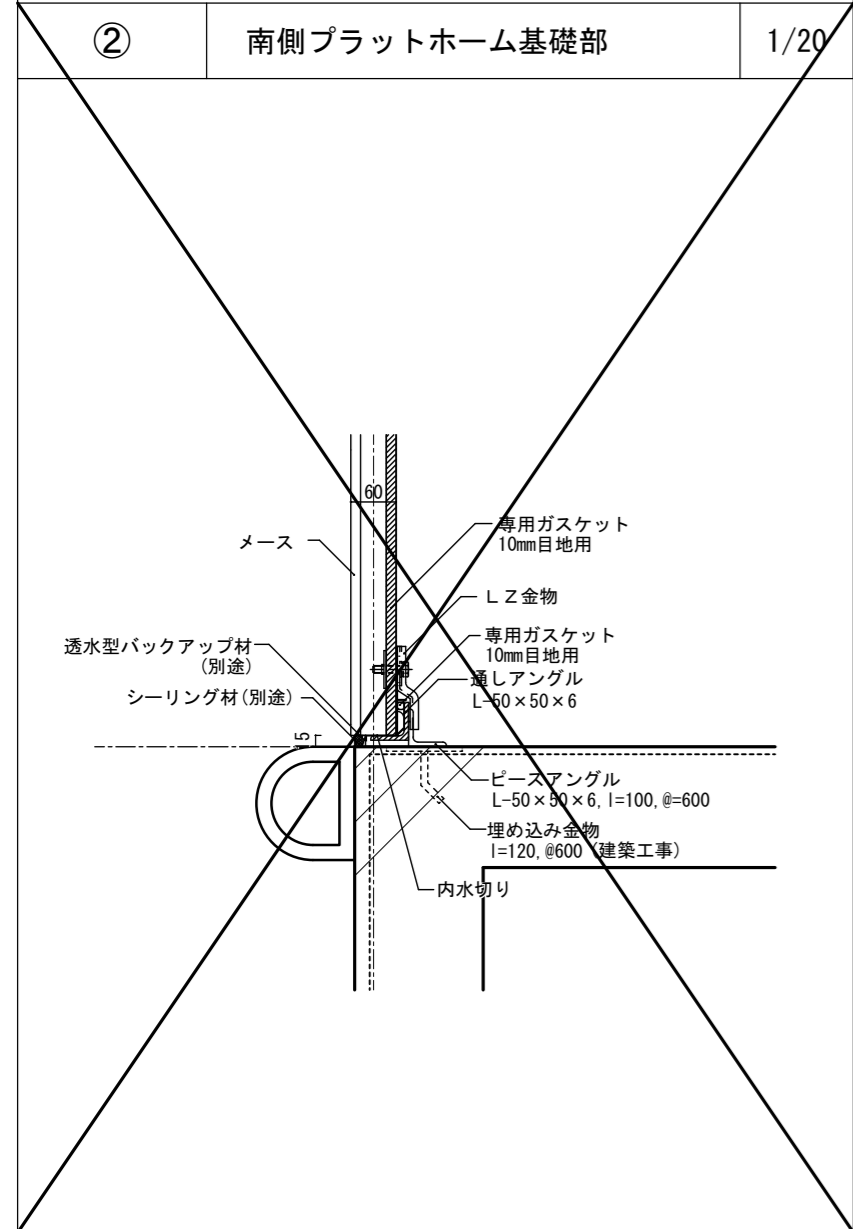 ② 南側プラットホーム基礎部 1/20
60
専用ガスケット
10mm目地用
メース
LZ金物
専用ガスケット
10mm目地用
透水型バックアップ材
(別途)
通しアングル
L-50×50×6
シーリング材(別途)
15
ピースアングル
L-50×50×6, l=100, @=600
埋め込み金物
l=120, @600 (建築工事)
内水切り